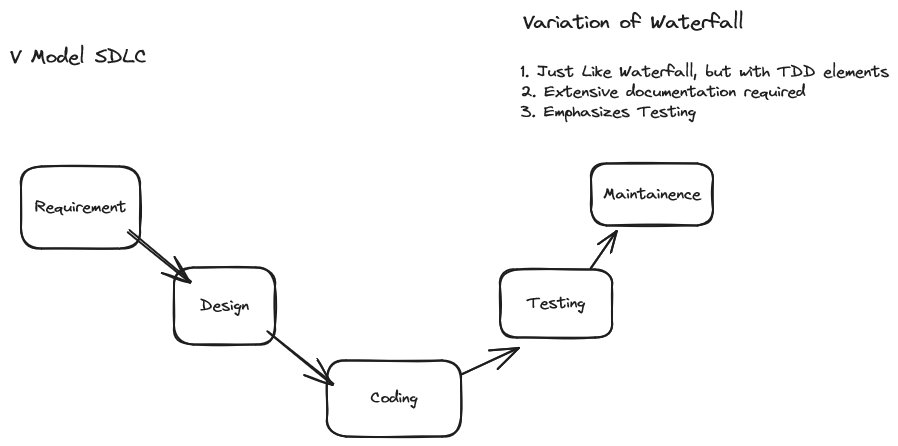 V Model SDLC
Variation of Waterfall
1. Just Like Waterfall, but with TDD elements
2. Extensive documentation required
3. Emphasizes Testing
Requirement
Design
Coding
Testing
Maintainence